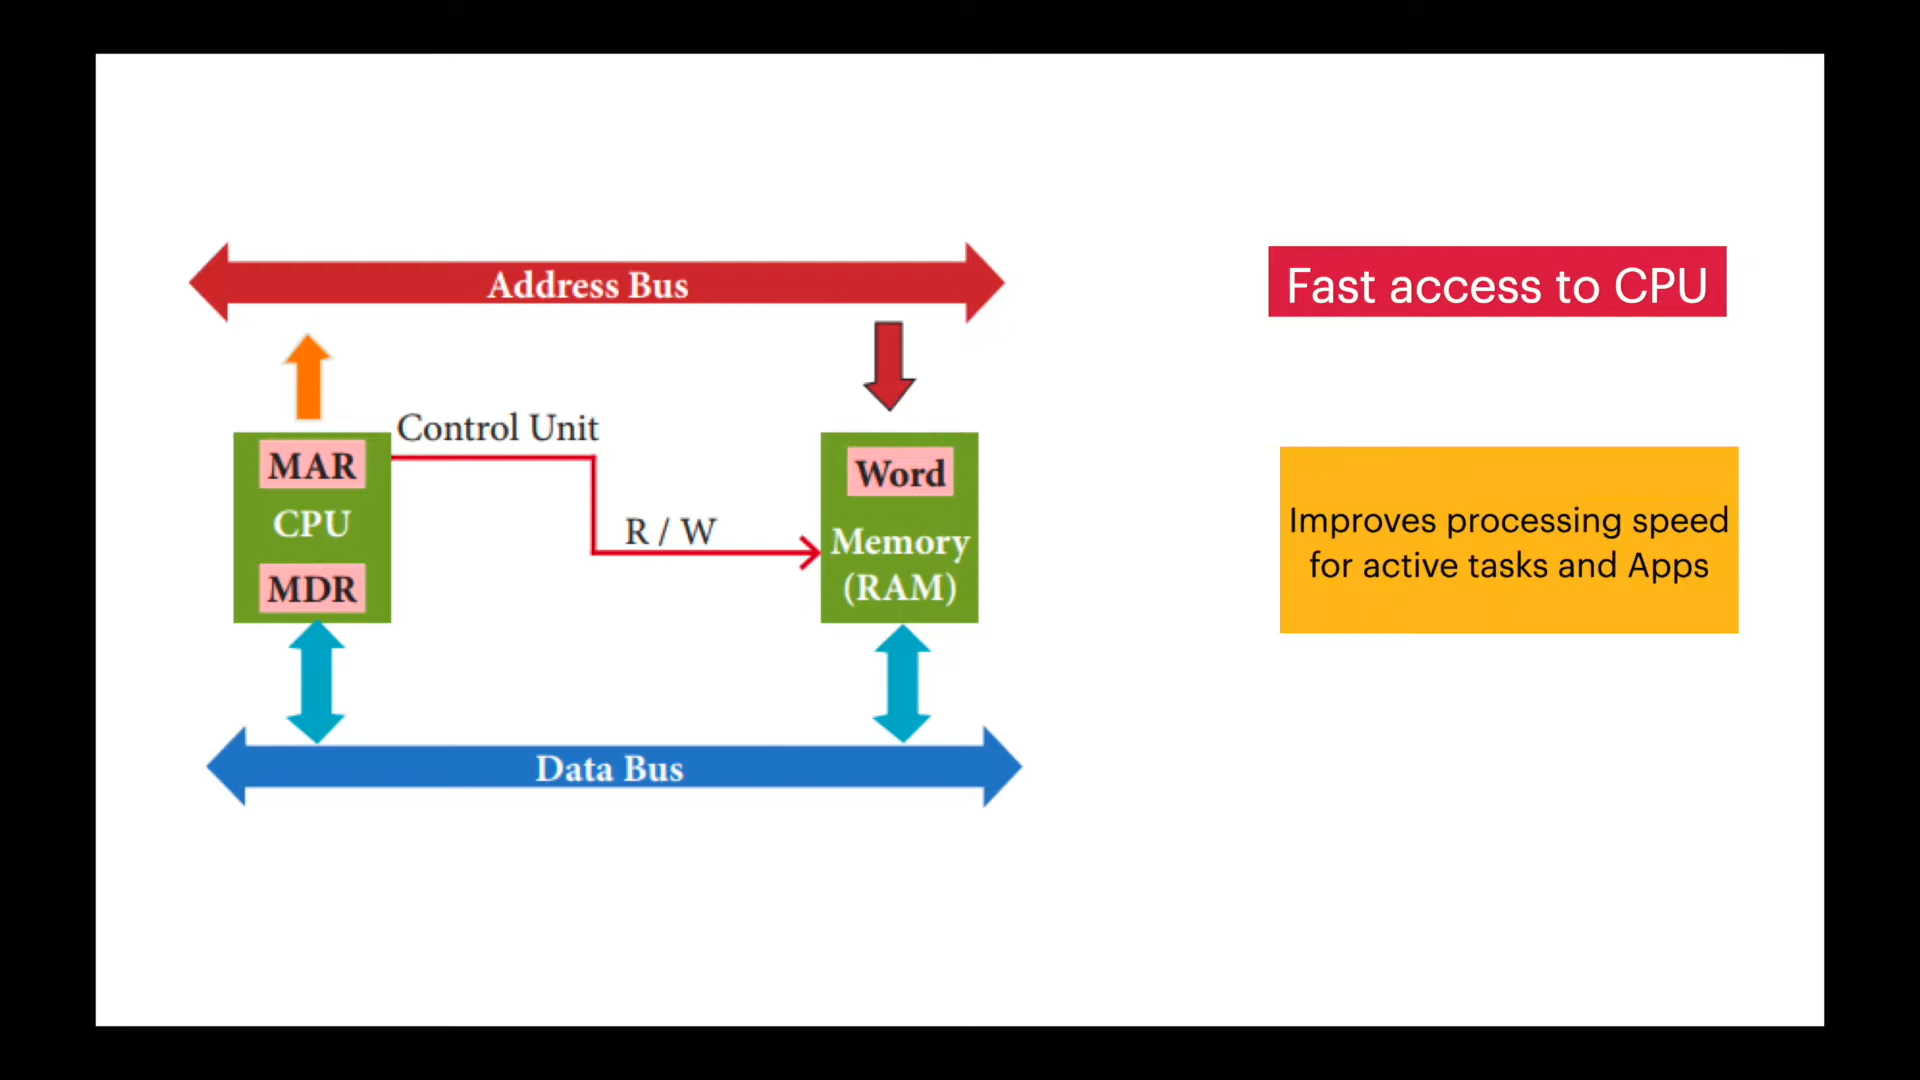 Address Bus
Fast access to CPU
Control Unit
MAR
CPU
MDR
R / W
Word
Memory
(RAM)
Improves processing speed
for active tasks and Apps
Data Bus